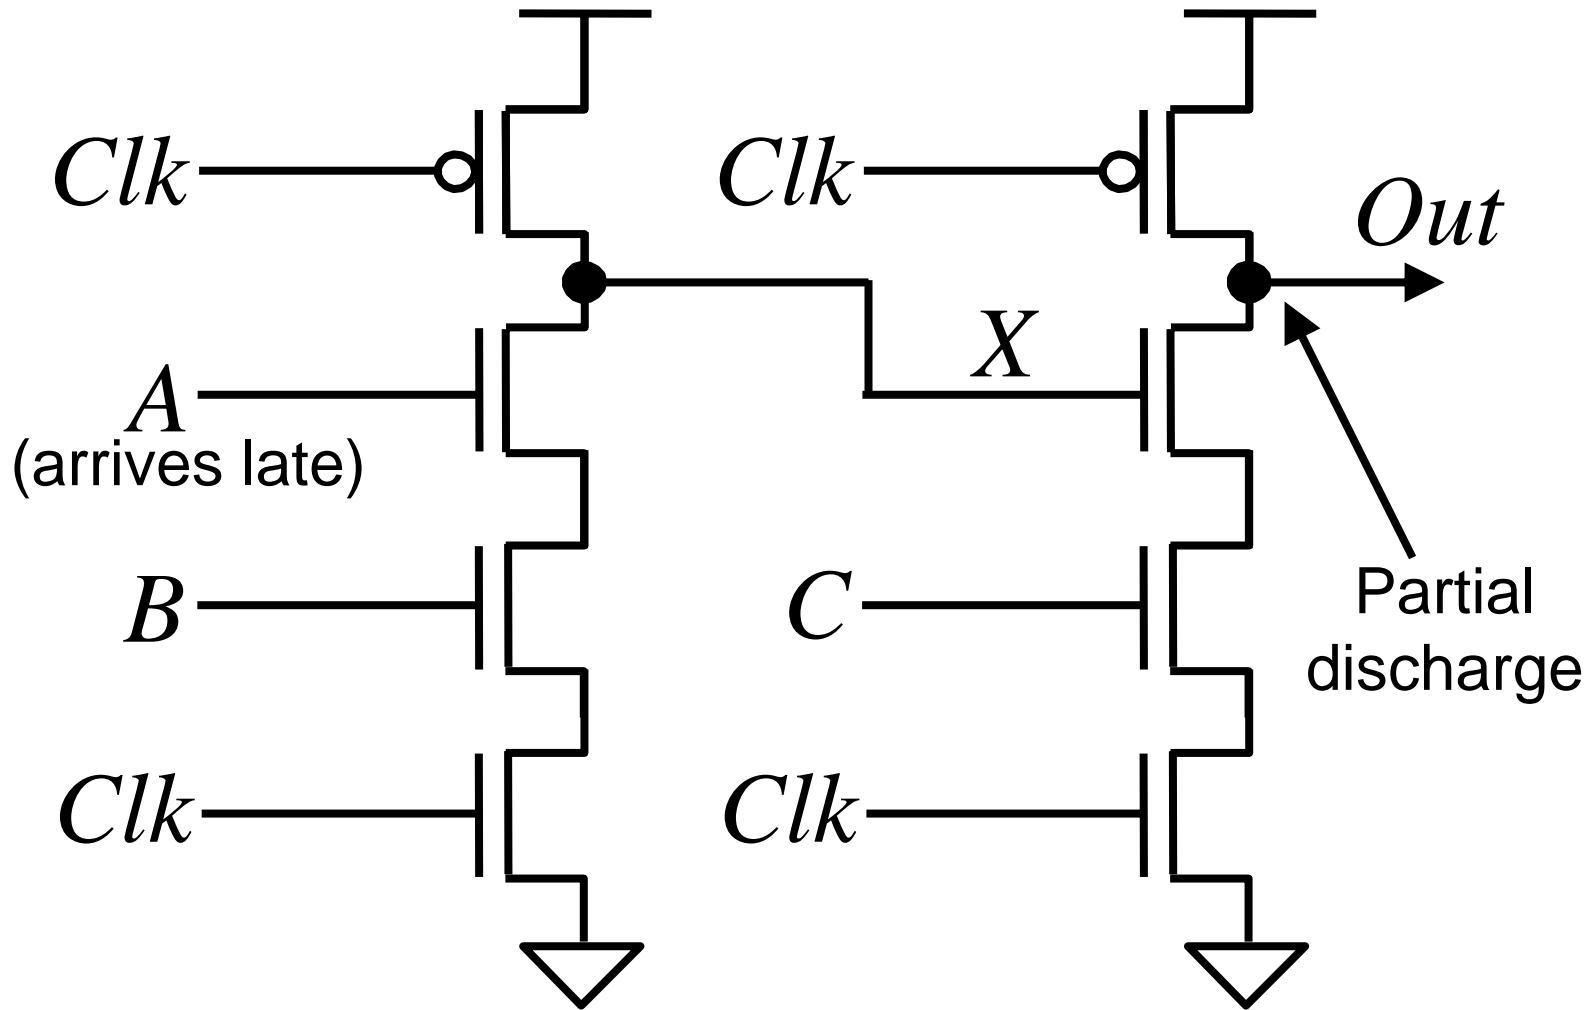 Clk
Clk
Out
A
(arrives late)
X
B
C
Partial
discharge
Clk
Clk